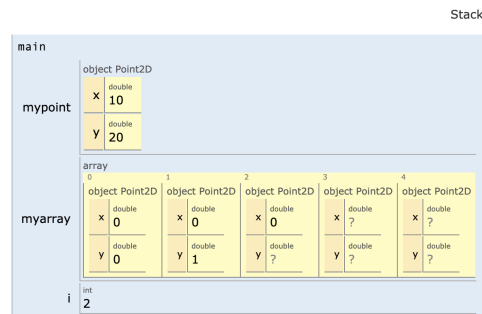 Stack
main
object Point2D
mypoint
x double 10
y double 20
array
0 1 2 3 4
object Point2D object Point2D object Point2D object Point2D object Point2D
myarray
x double 0 x double 0 x double 0 x double ? x double ?
y double 0 y double 1 y double ? y double ? y double ?
i int 2